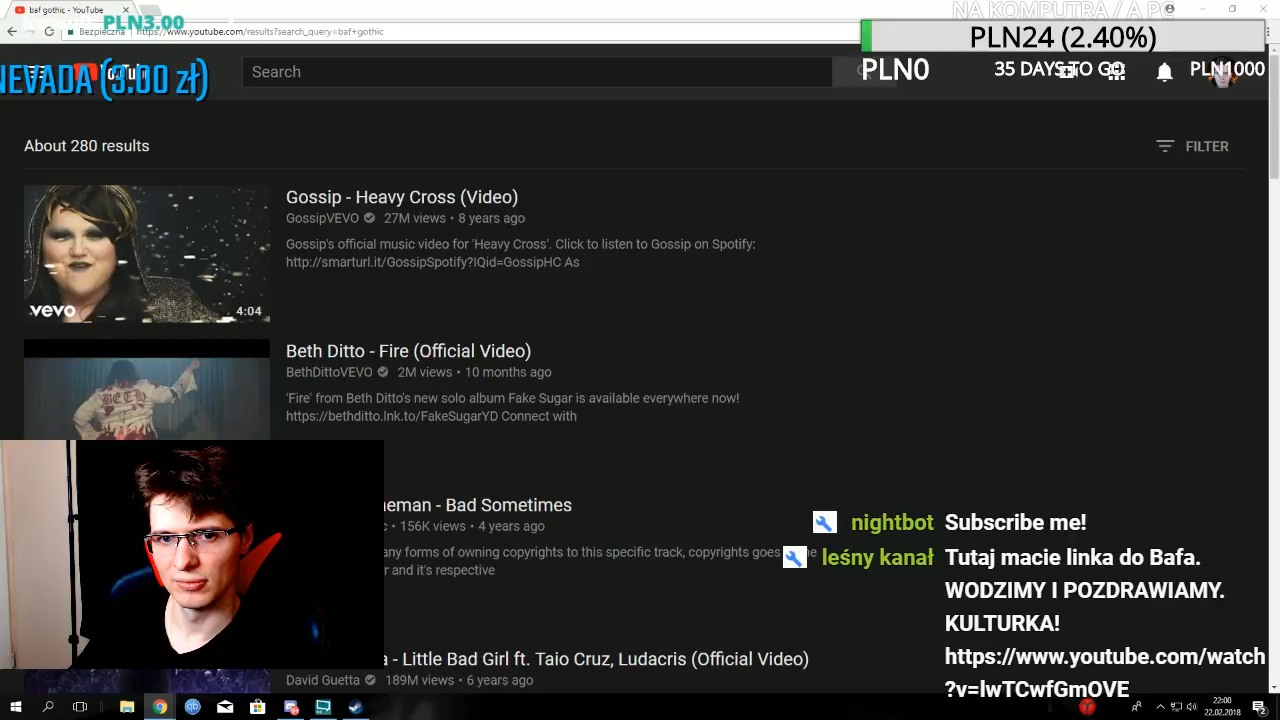 baf gothic - YouTube
PLN3.00
NA KOMPUTRA / A PC
Bezpieczna
https://www.youtube.com/results?search_query=baf+gothic
PLN24 (2.40%)
NEVADA (3.00 zł)
Search
PLN0
35 DAYS TO GO
PLN1000
About 280 results
FILTER
Gossip - Heavy Cross (Video)
GossipVEVO 27M views • 8 years ago
Gossip's official music video for 'Heavy Cross'. Click to listen to Gossip on Spotify:
http://smarturl.it/GossipSpotify?IQid=GossipHC As
vevo
4:04
Beth Ditto - Fire (Official Video)
BethDittoVEVO 2M views • 10 months ago
'Fire' from Beth Ditto's new solo album Fake Sugar is available everywhere now!
https://bethditto.lnk.to/FakeSugarYD Connect with
BETH
eman - Bad Sometimes
156K views • 4 years ago
any forms of owning copyrights to this specific track, copyrights goes
r and it's respective
- Little Bad Girl ft. Taio Cruz, Ludacris (Official Video)
David Guetta 189M views • 6 years ago
nightbot Subscribe me!
leśny kanał Tutaj macie linka do Bafa.
WODZIMY I POZDRAWIAMY.
KULTURKA!
https://www.youtube.com/watch
?v=lwTCwfGmOVE
22:00
22.02.2018